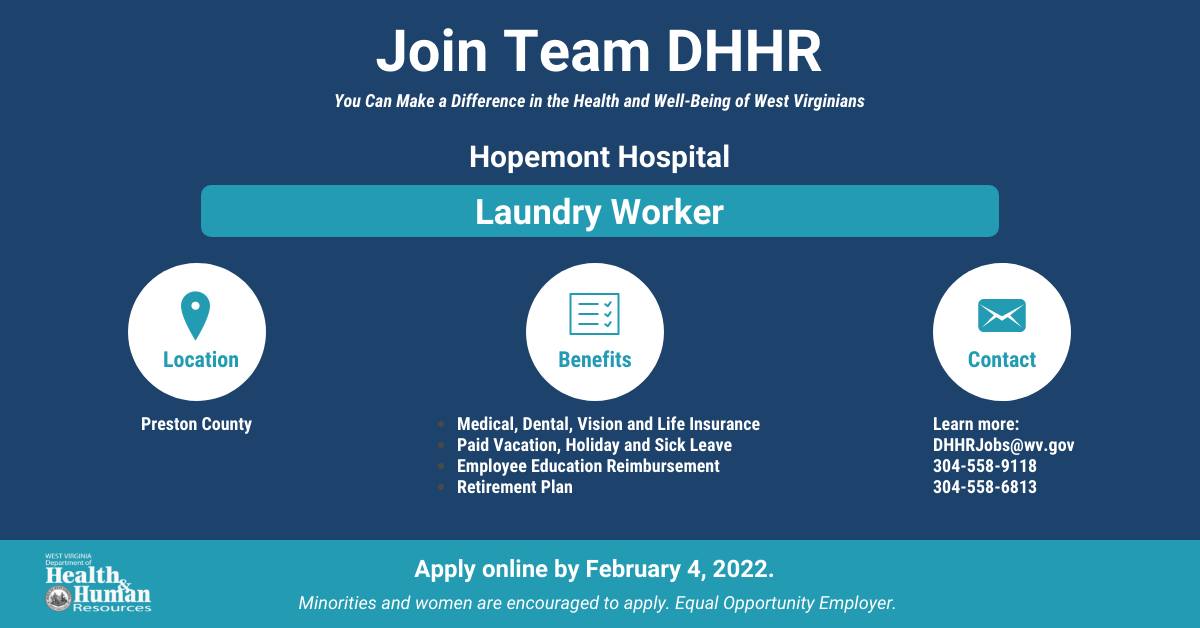 Join Team DHHR
You Can Make a Difference in the Health and Well-Being of West Virginians
Hopemont Hospital
Laundry Worker
Location
Preston County
Benefits
Medical, Dental, Vision and Life Insurance
Paid Vacation, Holiday and Sick Leave
Employee Education Reimbursement
Retirement Plan
Contact
Learn more:
DHHRJobs@wv.gov
304-558-9118
304-558-6813
WEST VIRGINIA
Department of
Health
&
Human
Resources
Apply online by February 4, 2022.
Minorities and women are encouraged to apply. Equal Opportunity Employer.